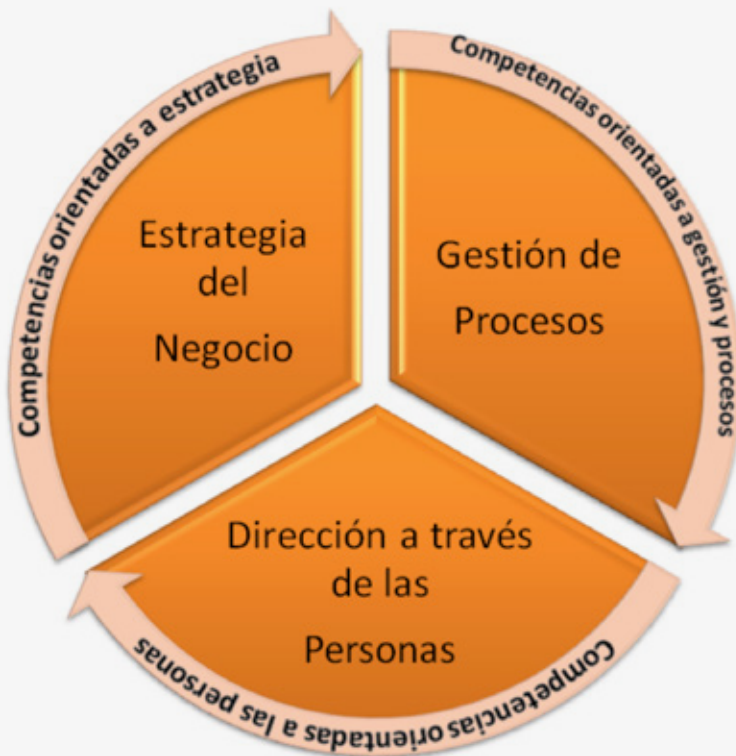 Competencias orientadas a estrategia
Estrategia
del
Negocio
Competencias orientadas a gestión y procesos
Gestión de
Procesos
Dirección a través
de las
Personas
Competencias orientadas a las personas